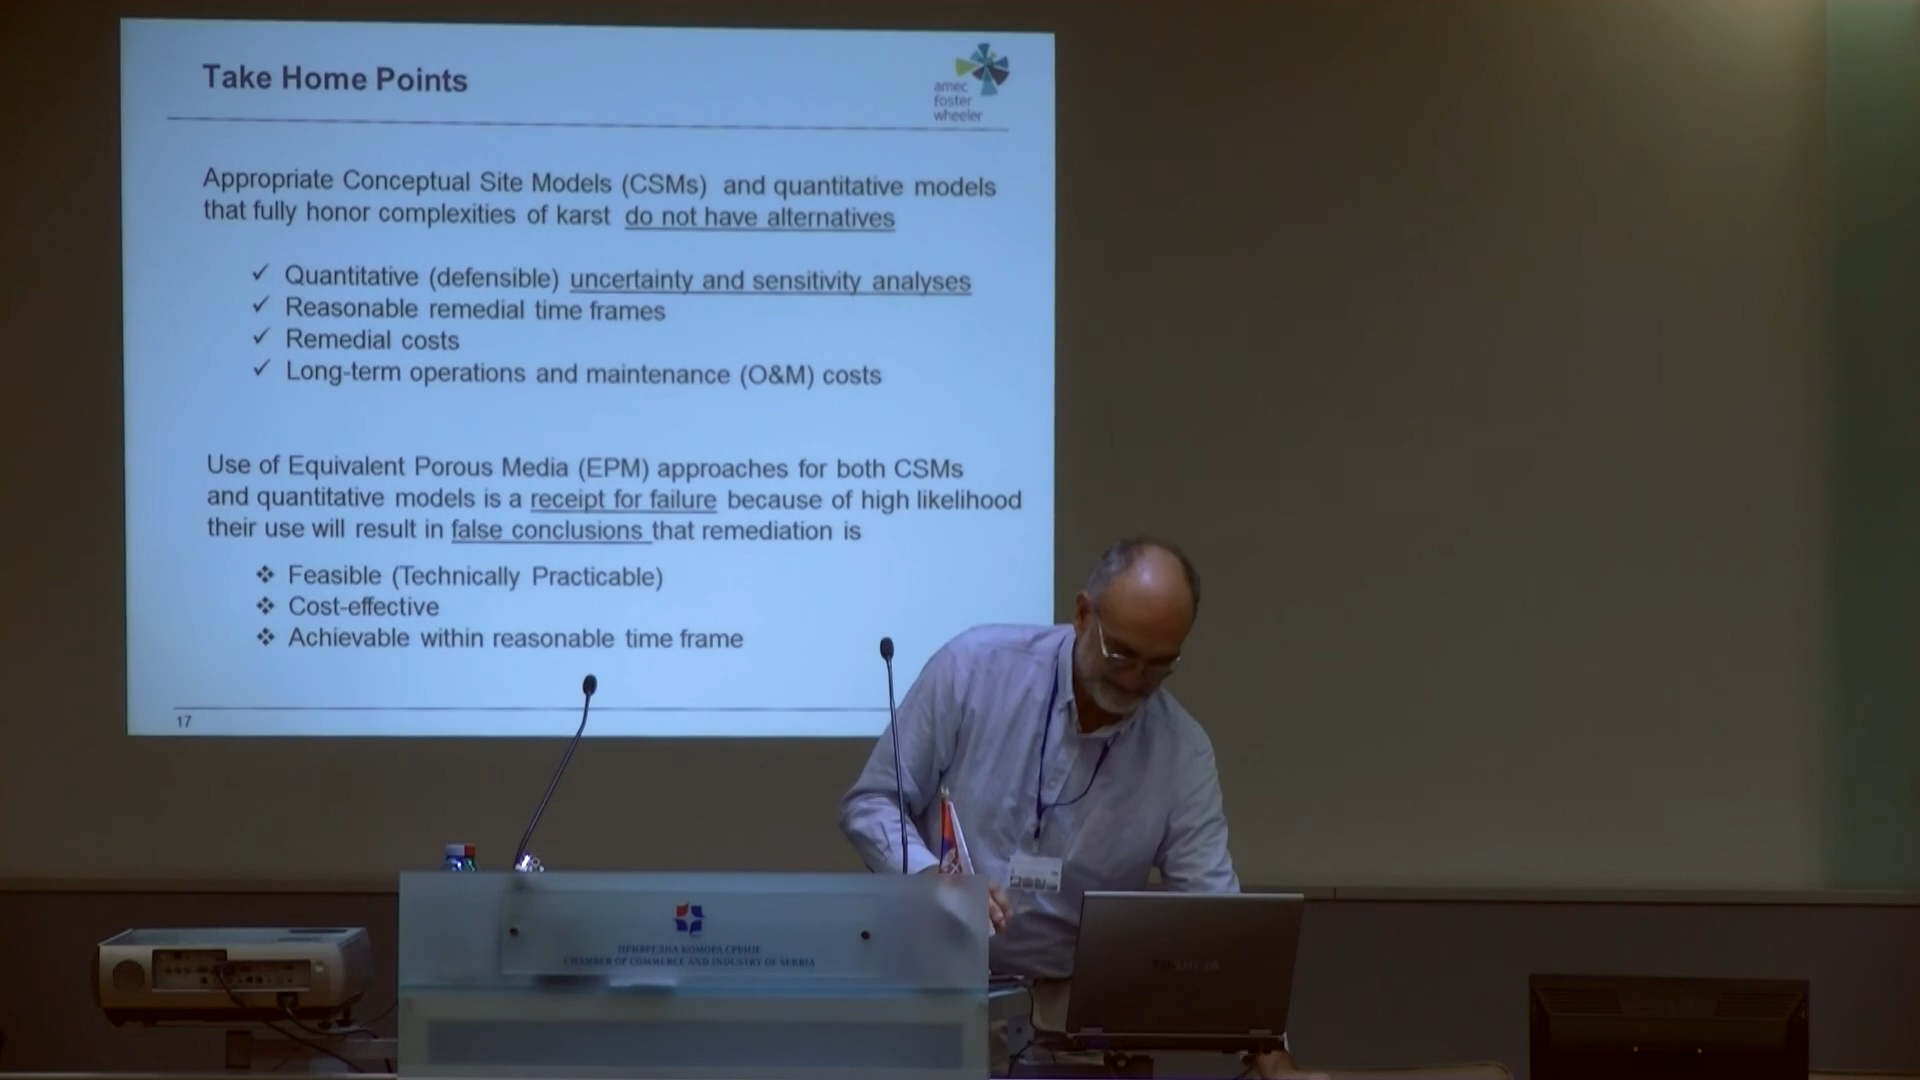 Take Home Points
amec
foster
wheeler
Appropriate Conceptual Site Models (CSMs) and quantitative models
that fully honor complexities of karst do not have alternatives
✓ Quantitative (defensible) uncertainty and sensitivity analyses
✓ Reasonable remedial time frames
✓ Remedial costs
✓ Long-term operations and maintenance (O&M) costs
Use of Equivalent Porous Media (EPM) approaches for both CSMs
and quantitative models is a receipt for failure because of high likelihood
their use will result in false conclusions that remediation is
❖ Feasible (Technically Practicable)
❖ Cost-effective
❖ Achievable within reasonable time frame
17
ПРИВРЕДНА КОМОРА СРБИЈЕ
CHAMBER OF COMMERCE AND INDUSTRY OF SERBIA